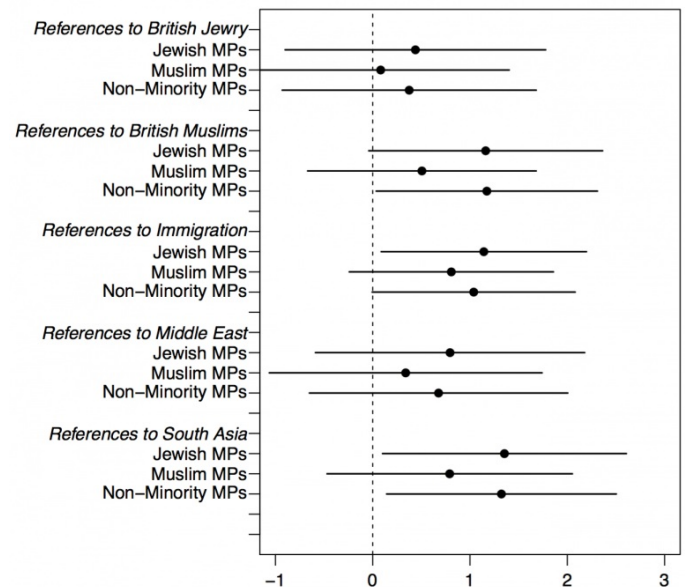 References to British Jewry
Jewish MPs
Muslim MPs
Non−Minority MPs
References to British Muslims
Jewish MPs
Muslim MPs
Non−Minority MPs
References to Immigration
Jewish MPs
Muslim MPs
Non−Minority MPs
References to Middle East
Jewish MPs
Muslim MPs
Non−Minority MPs
References to South Asia
Jewish MPs
Muslim MPs
Non−Minority MPs
−1 0 1 2 3